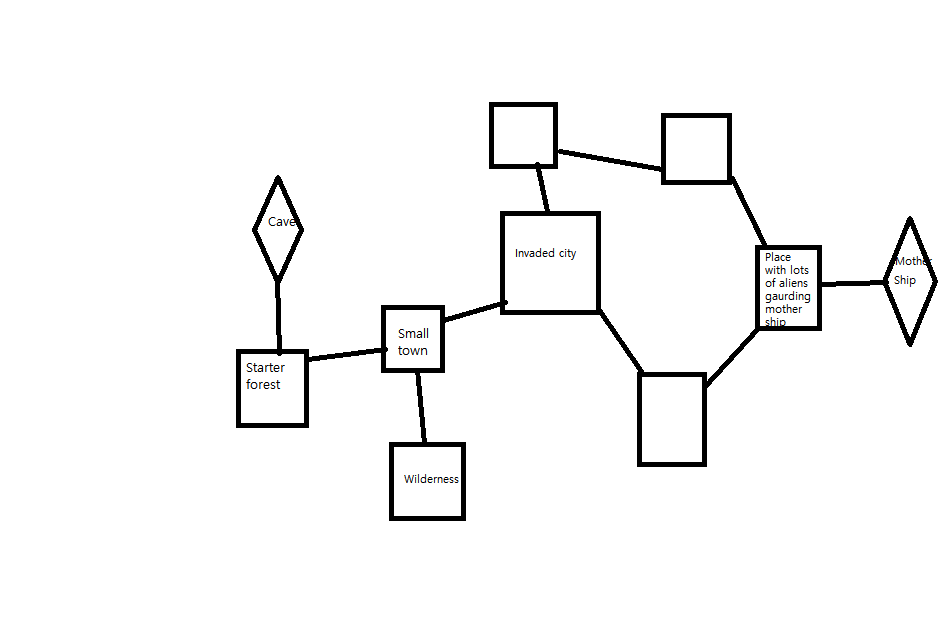 Cave
Invaded city
Place
with lots
of aliens
gaurding
mother
ship
Mother
Ship
Small
town
Starter
forest
Wilderness